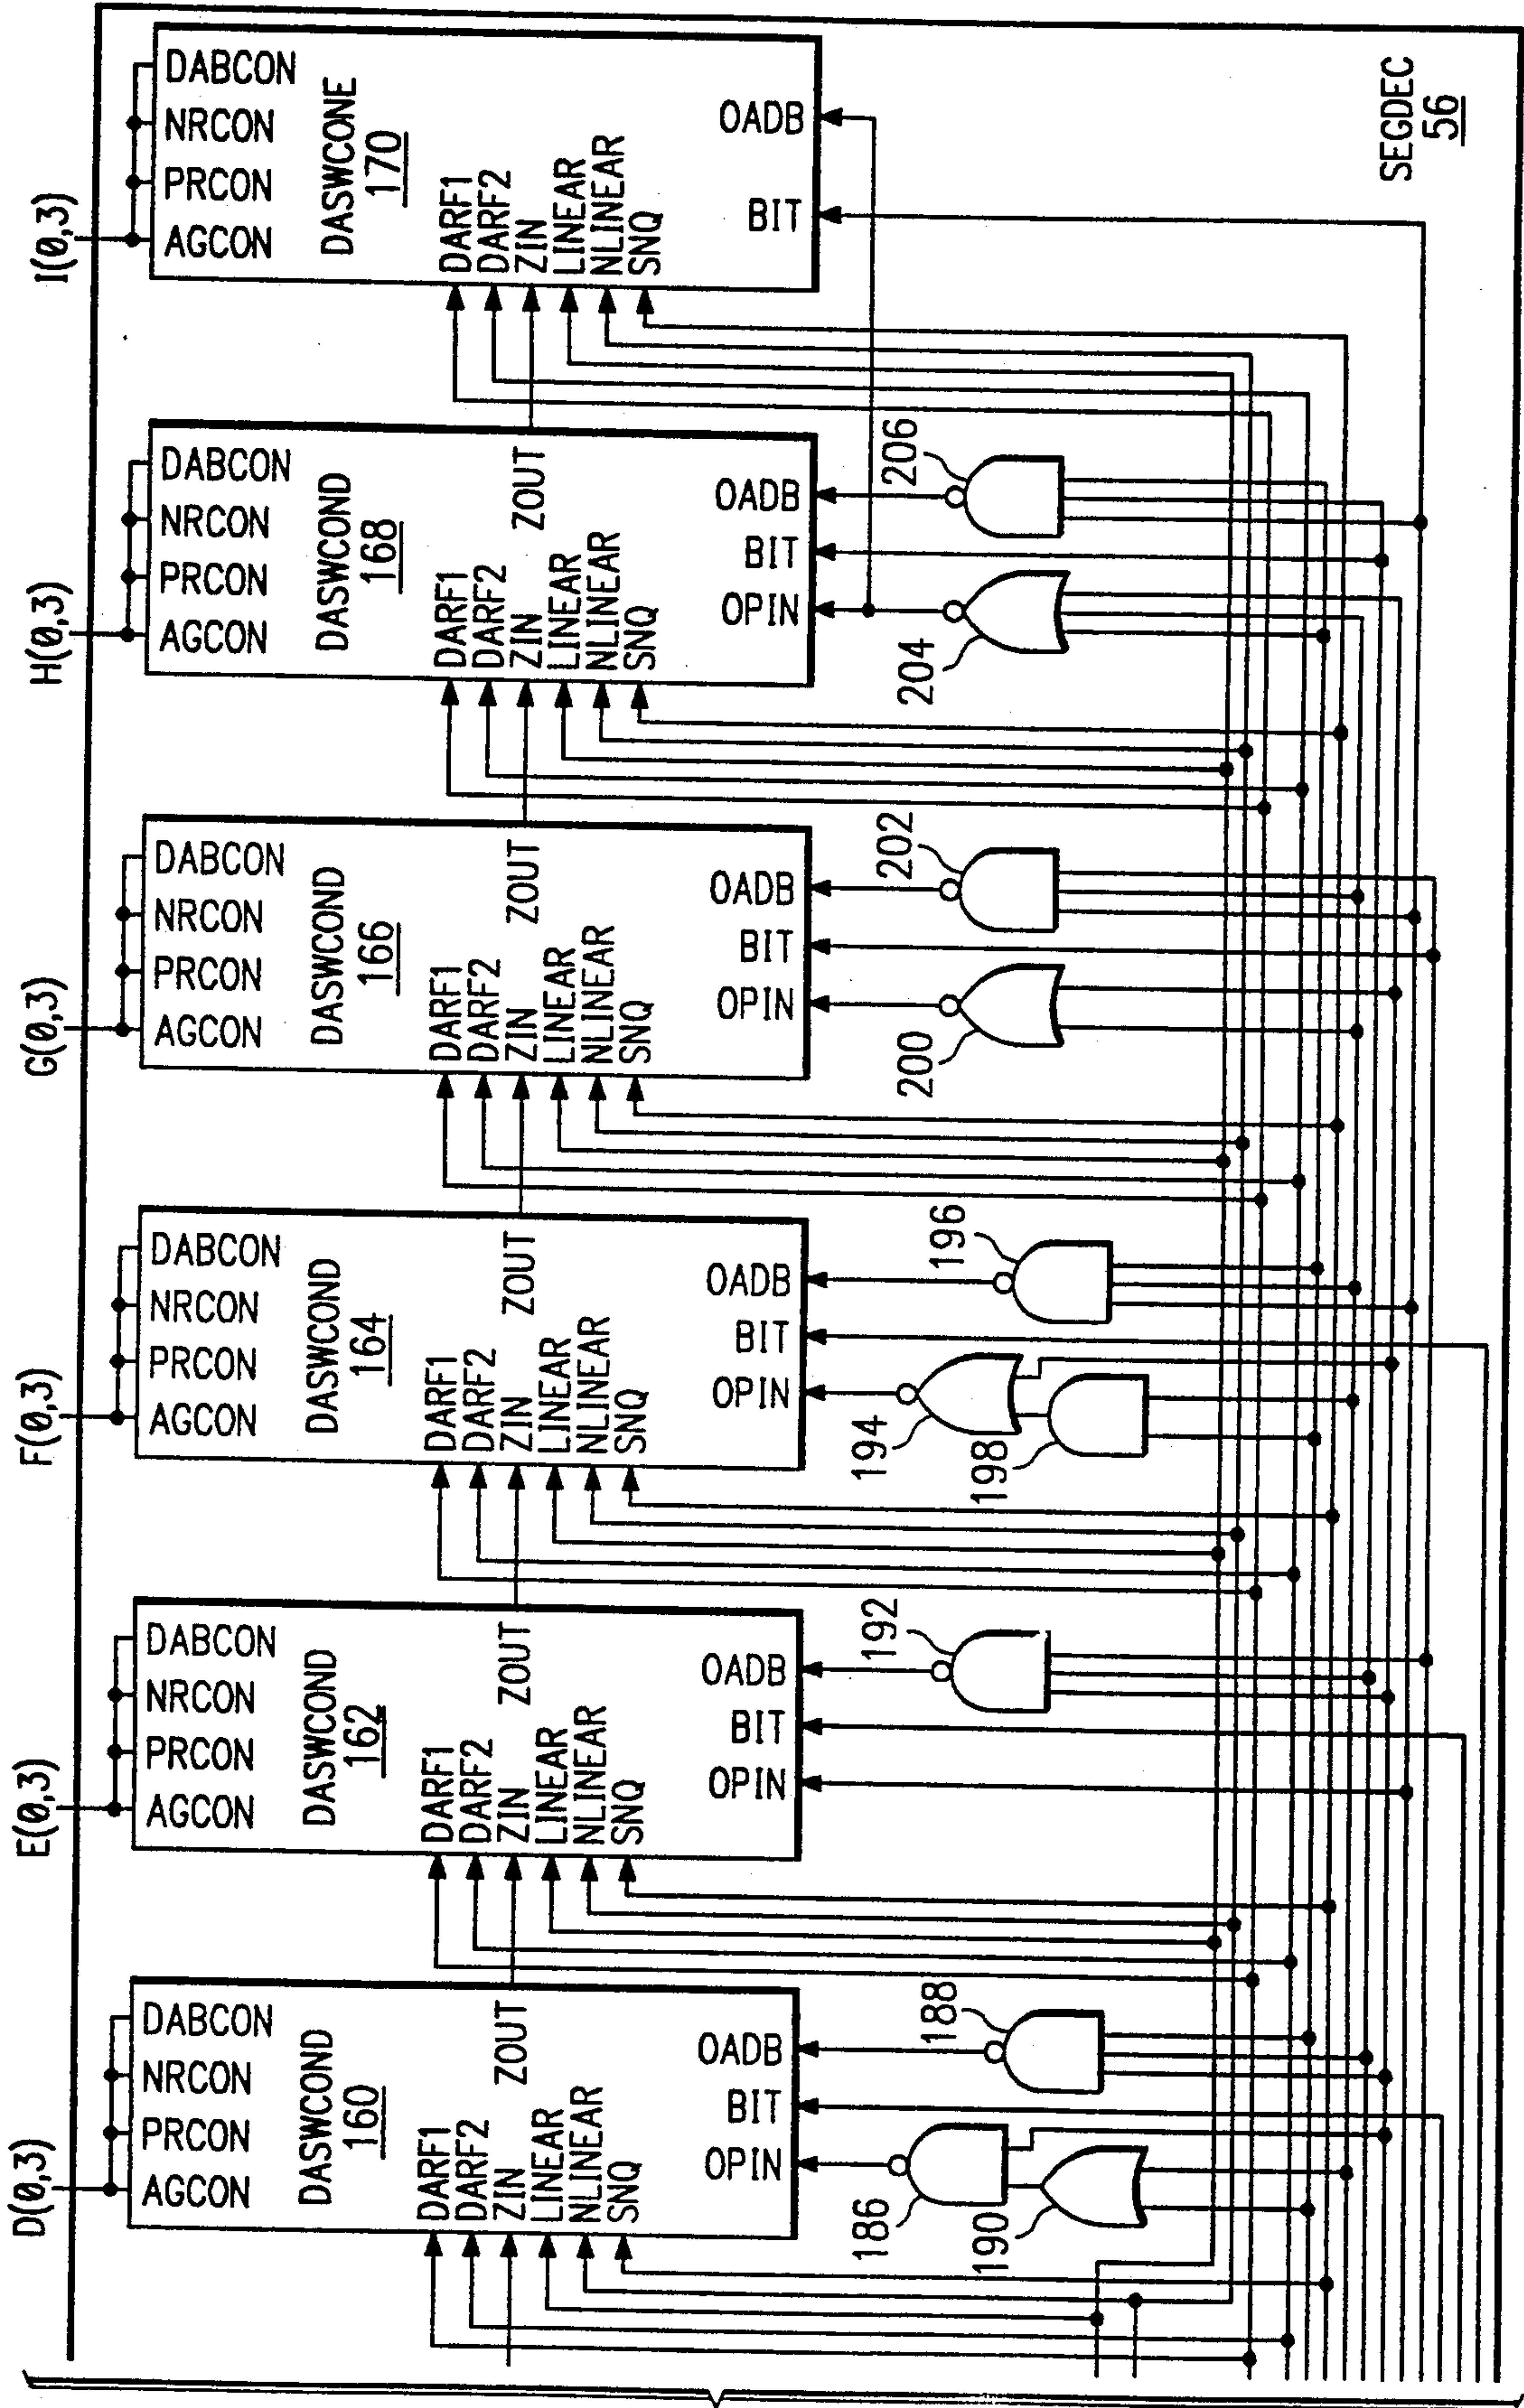 D(0,3)
AGCON
PRCON
NRCON
DABCON
DASWCOND
160
DARF1
DARF2
ZIN
LINEAR
NLINEAR
SNQ
ZOUT
OPIN
BIT
OADB
186
190
188
E(0,3)
AGCON
PRCON
NRCON
DABCON
DASWCOND
162
DARF1
DARF2
ZIN
LINEAR
NLINEAR
SNQ
ZOUT
OPIN
BIT
OADB
192
F(0,3)
AGCON
PRCON
NRCON
DABCON
DASWCOND
164
DARF1
DARF2
ZIN
LINEAR
NLINEAR
SNQ
ZOUT
OPIN
BIT
OADB
194
198
196
G(0,3)
AGCON
PRCON
NRCON
DABCON
DASWCOND
166
DARF1
DARF2
ZIN
LINEAR
NLINEAR
SNQ
ZOUT
OPIN
BIT
OADB
200
202
H(0,3)
AGCON
PRCON
NRCON
DABCON
DASWCOND
168
DARF1
DARF2
ZIN
LINEAR
NLINEAR
SNQ
ZOUT
OPIN
BIT
OADB
204
206
I(0,3)
AGCON
PRCON
NRCON
DABCON
DASWCONE
170
DARF1
DARF2
ZIN
LINEAR
NLINEAR
SNQ
BIT
OADB
SEGDEC
56